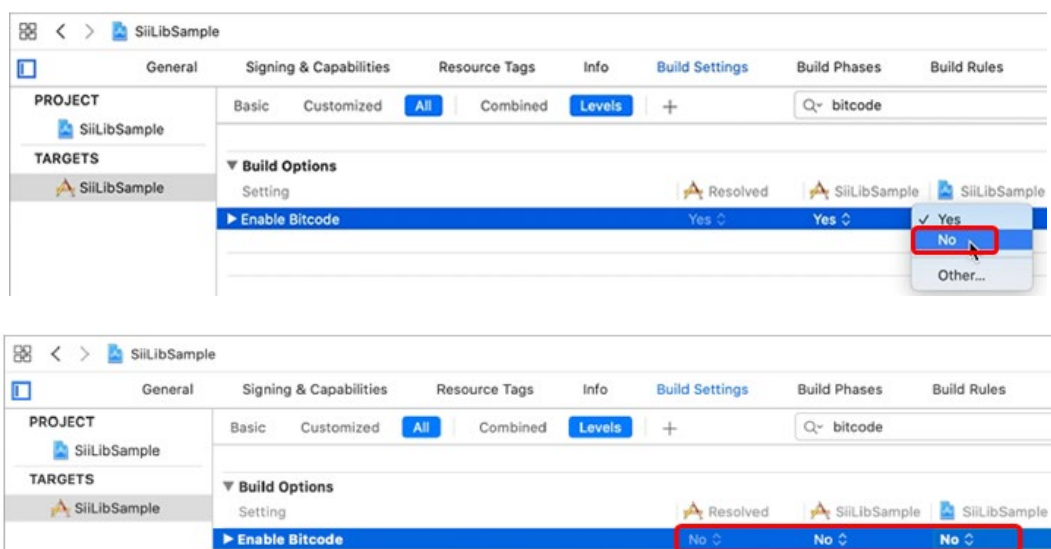 SiiLibSample
General Signing & Capabilities Resource Tags Info Build Settings Build Phases Build Rules
PROJECT
SiiLibSample
TARGETS
SiiLibSample
Basic Customized All Combined Levels + bitcode
Build Options
Setting Resolved SiiLibSample SiiLibSample
Enable Bitcode Yes Yes
Yes
No
Other...
SiiLibSample
General Signing & Capabilities Resource Tags Info Build Settings Build Phases Build Rules
PROJECT
SiiLibSample
TARGETS
SiiLibSample
Basic Customized All Combined Levels + bitcode
Build Options
Setting Resolved SiiLibSample SiiLibSample
Enable Bitcode No No No